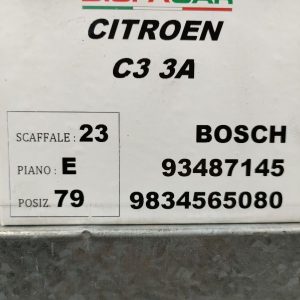 CITROEN
C3 3A
SCAFFALE : 23
PIANO : E
POSIZ 79
BOSCH
93487145
9834565080